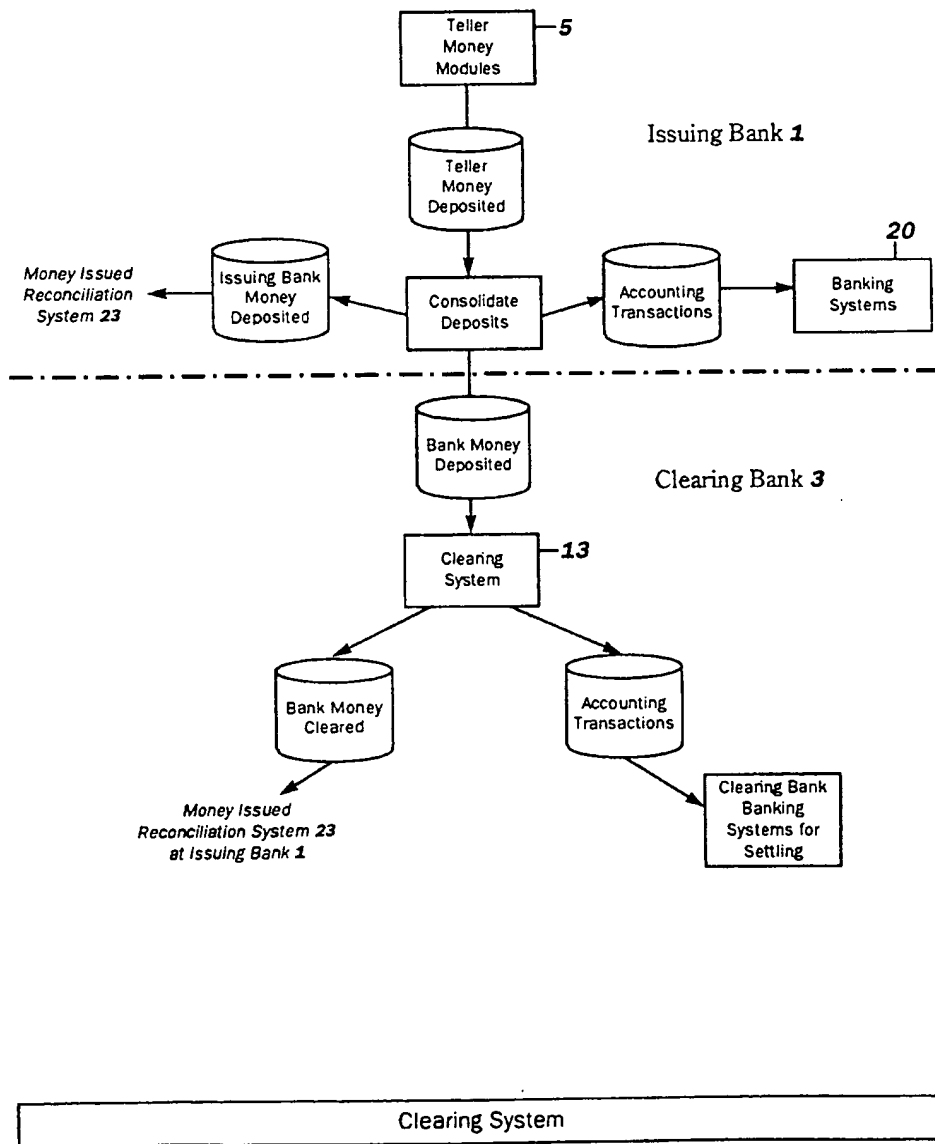 Teller
Money
Modules
5
Issuing Bank 1
Teller
Money
Deposited
20
Money Issued
Reconciliation
System 23
Issuing Bank
Money
Deposited
Consolidate
Deposits
Accounting
Transactions
Banking
Systems
Bank Money
Deposited
Clearing Bank 3
13
Clearing
System
Bank Money
Cleared
Accounting
Transactions
Money Issued
Reconciliation System 23
at Issuing Bank 1
Clearing Bank
Banking
Systems for
Settling
Clearing System